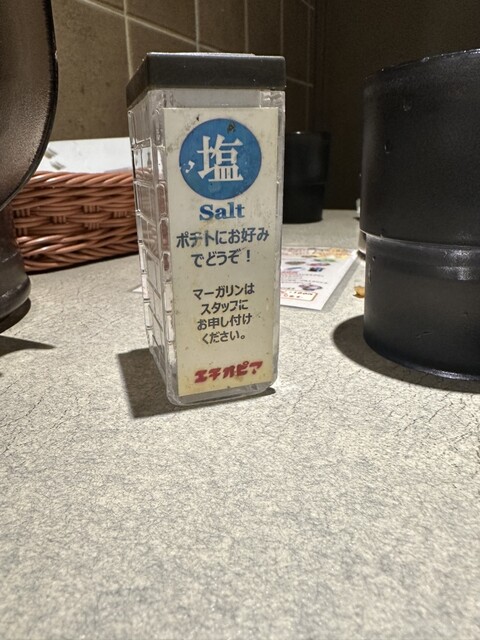 塩
Salt
ポテトにお好み
でどうぞ！
マーガリンは
スタッフに
お申し付け
ください。
エチオピア